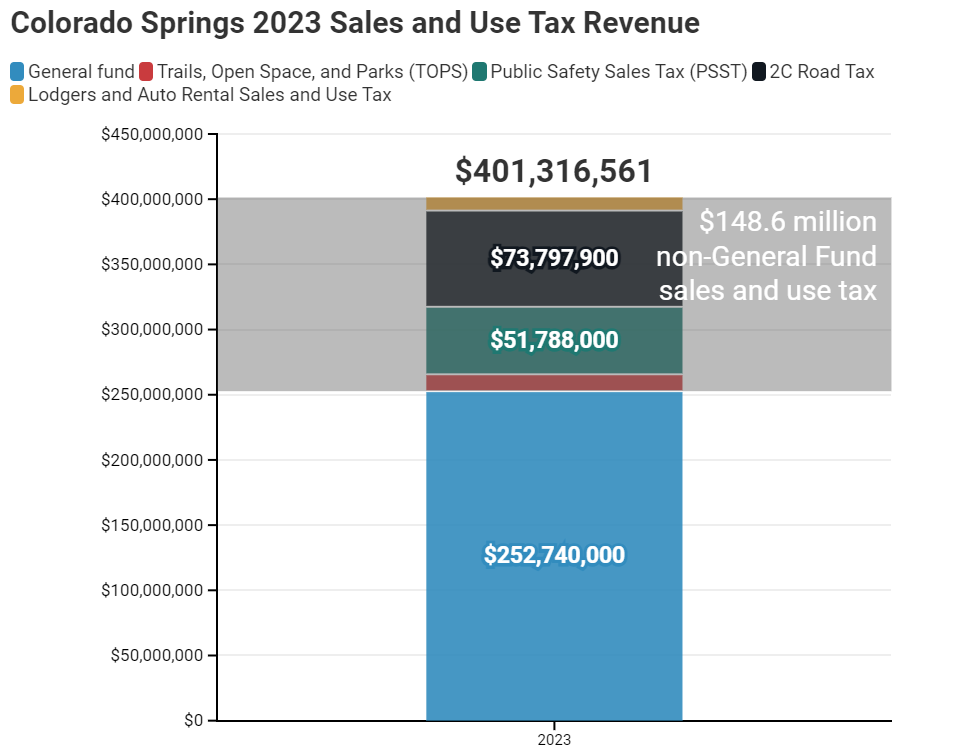 Colorado Springs 2023 Sales and Use Tax Revenue
General fund Trails, Open Space, and Parks (TOPS) Public Safety Sales Tax (PSST) 2C Road Tax
Lodgers and Auto Rental Sales and Use Tax
$450,000,000
$401,316,561
$400,000,000
$148.6 million
non-General Fund
sales and use tax
$73,797,900
$350,000,000
$51,788,000
$300,000,000
$250,000,000
$200,000,000
$150,000,000
$252,740,000
$100,000,000
$50,000,000
$0
2023